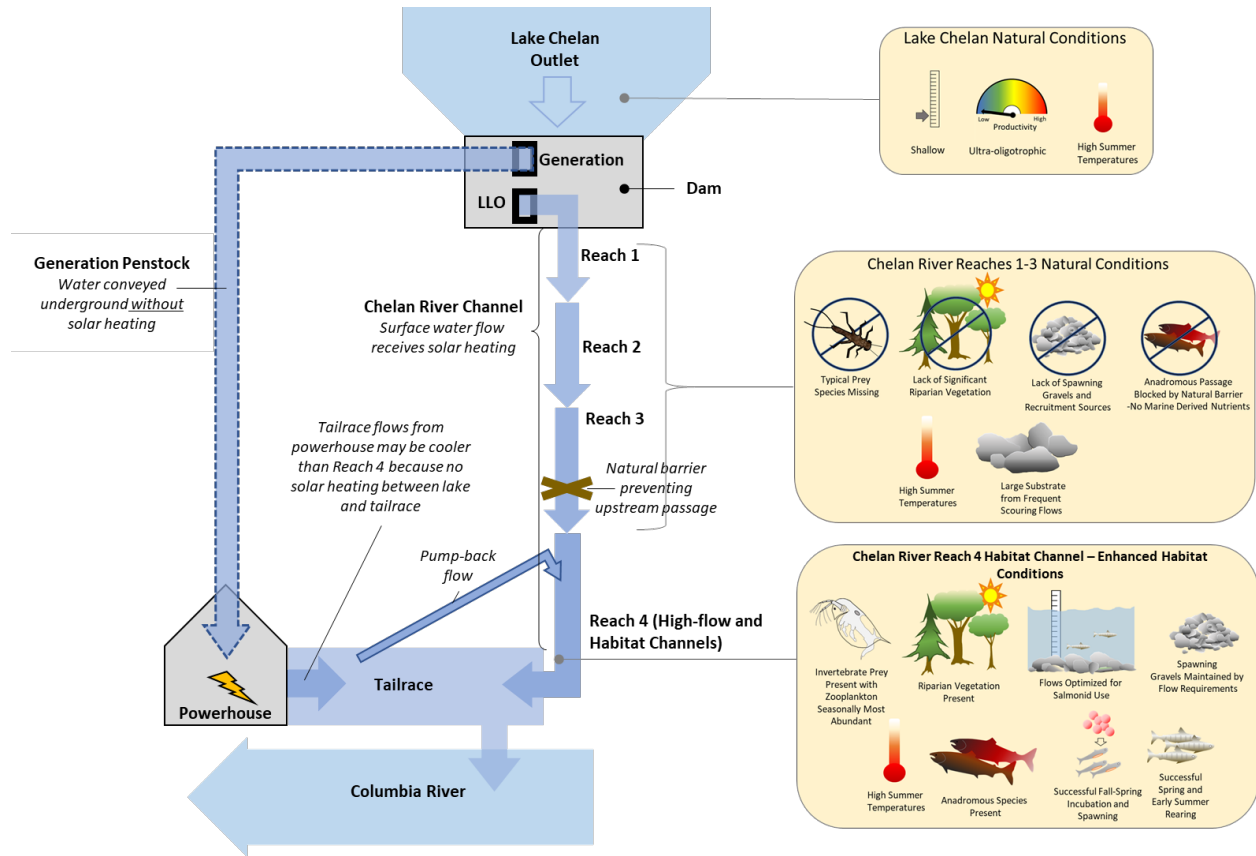 Lake Chelan
Outlet
Generation
LLO
Dam
Lake Chelan Natural Conditions
Shallow
Low
High
Productivity
Ultra-oligotrophic
High Summer
Temperatures
Generation Penstock
Water conveyed
underground without
solar heating
Chelan River Channel
Surface water flow
receives solar heating
Reach 1
Reach 2
Reach 3
Natural barrier
preventing
upstream passage
Tailrace flows from
powerhouse may be cooler
than Reach 4 because no
solar heating between lake
and tailrace
Pump-back
flow
Chelan River Reaches 1-3 Natural Conditions
Typical Prey
Species Missing
Lack of Significant
Riparian Vegetation
Lack of Spawning
Gravels and
Recruitment Sources
Anadromous Passage
Blocked by Natural Barrier
-No Marine Derived Nutrients
High Summer
Temperatures
Large Substrate
from Frequent
Scouring Flows
Reach 4 (High-flow and
Habitat Channels)
Powerhouse
Tailrace
Columbia River
Chelan River Reach 4 Habitat Channel – Enhanced Habitat
Conditions
Invertebrate Prey
Present with
Zooplankton
Seasonally Most
Abundant
Riparian Vegetation
Present
Flows Optimized for
Salmonid Use
Spawning
Gravels Maintained by
Flow Requirements
High Summer
Temperatures
Anadromous Species
Present
Successful Fall-Spring
Incubation and
Spawning
Successful
Spring and
Early Summer
Rearing